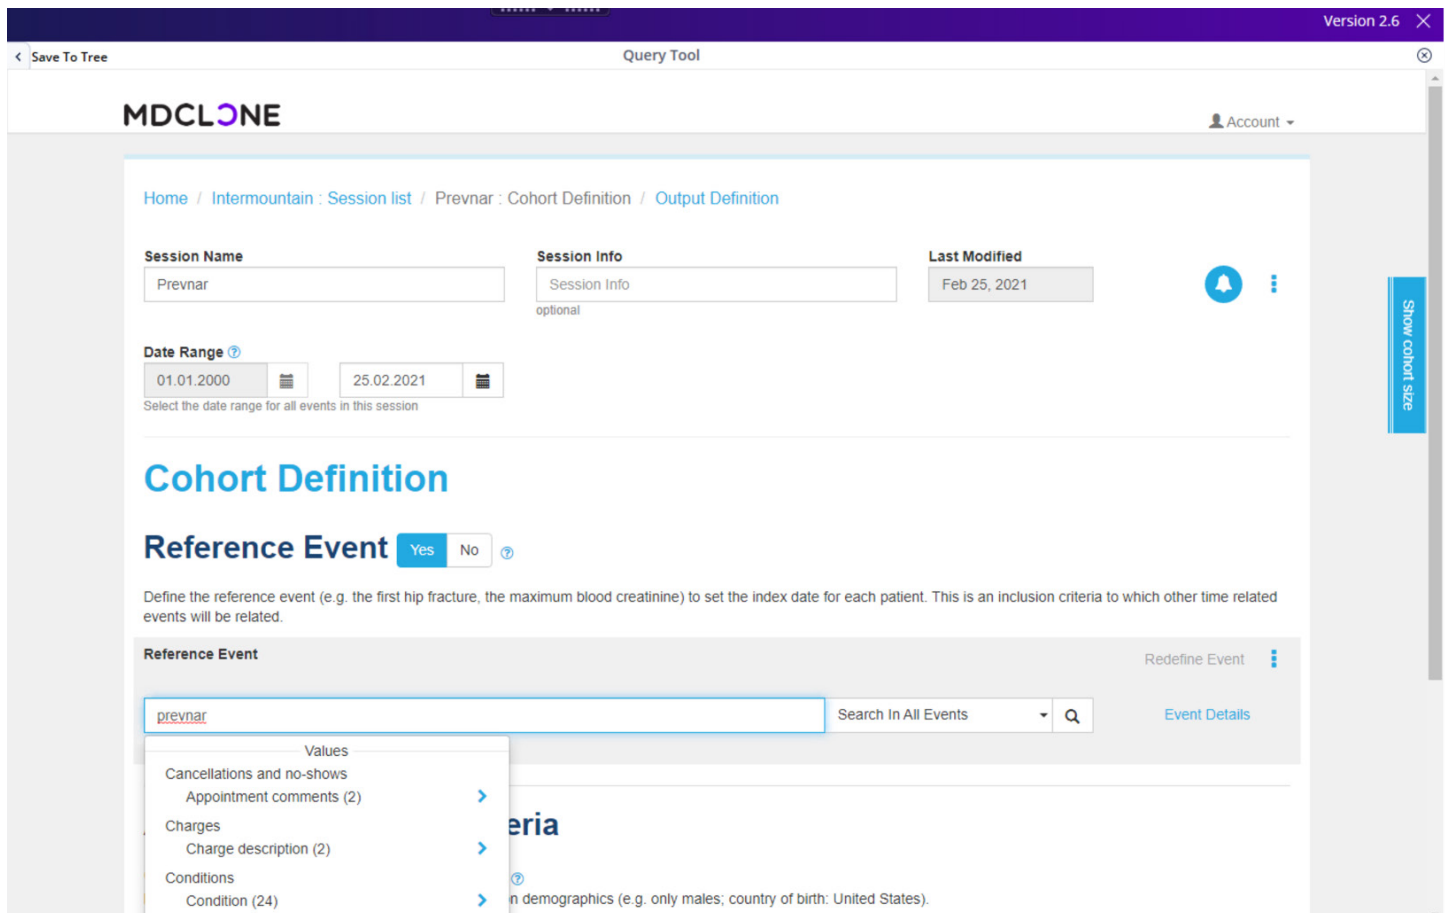 Version 2.6
Save To Tree
Query Tool
MDCLONE
Account
Home / Intermountain : Session list / Prevnar : Cohort Definition / Output Definition
Session Name
Session Info
Last Modified
Prevnar
Session Info
Feb 25, 2021
optional
Show cohort size
Date Range
01.01.2000
25.02.2021
Select the date range for all events in this session
Cohort Definition
Reference Event Yes No
Define the reference event (e.g. the first hip fracture, the maximum blood creatinine) to set the index date for each patient. This is an inclusion criteria to which other time related
events will be related.
Reference Event
Redefine Event
prevnar
Search In All Events
Event Details
Values
Cancellations and no-shows
Appointment comments (2)
Charges
eria
Charge description (2)
Conditions
Condition (24)
n demographics (e.g. only males; country of birth: United States).